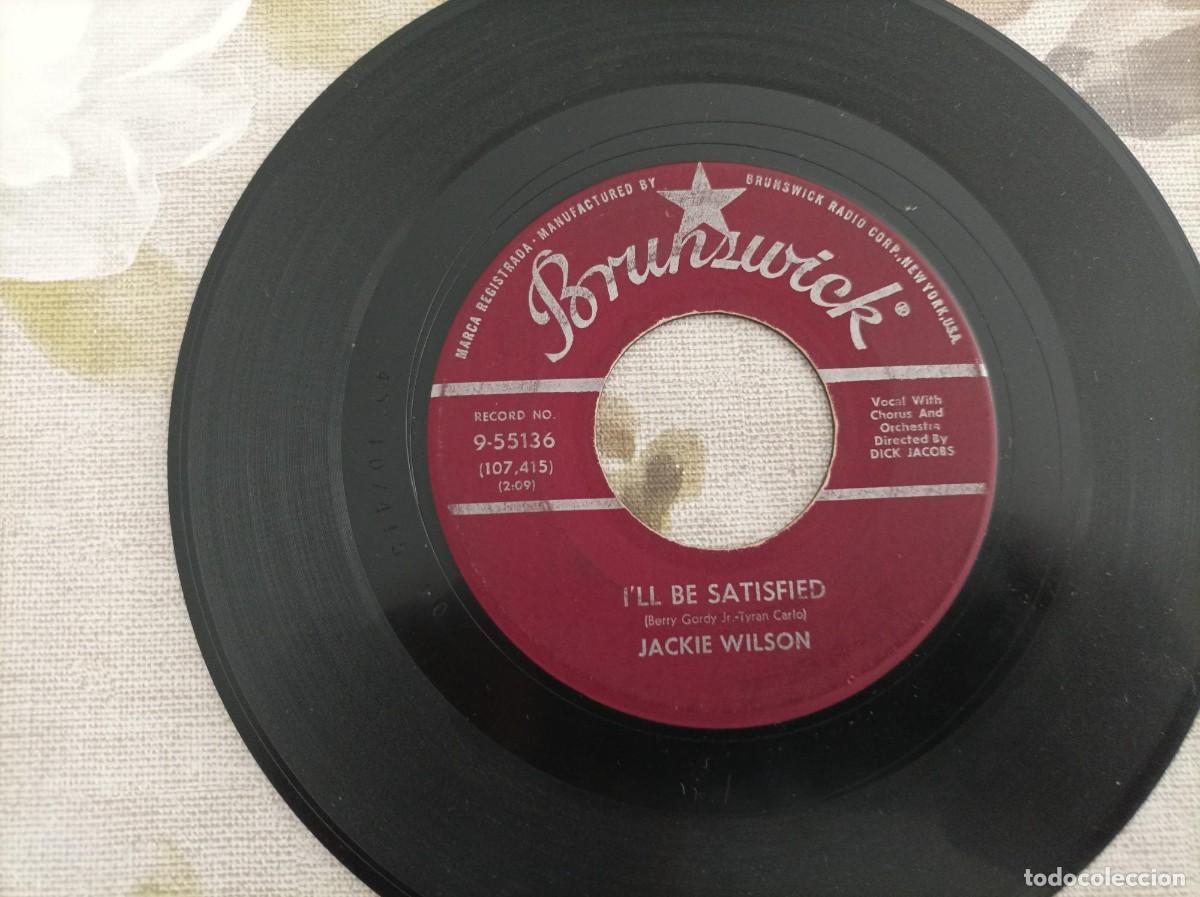 MARCA REGISTRADA · MANUFACTURED BY BRUNSWICK RADIO CORP., NEW YORK, U.S.A.
Brunswick®
RECORD NO.
9-55136
(107,415)
(2:09)
Vocal With
Chorus And
Orchestra
Directed By
DICK JACOBS
I'LL BE SATISFIED
(Berry Gordy Jr.-Tyran Carlo)
JACKIE WILSON
todocoleccion